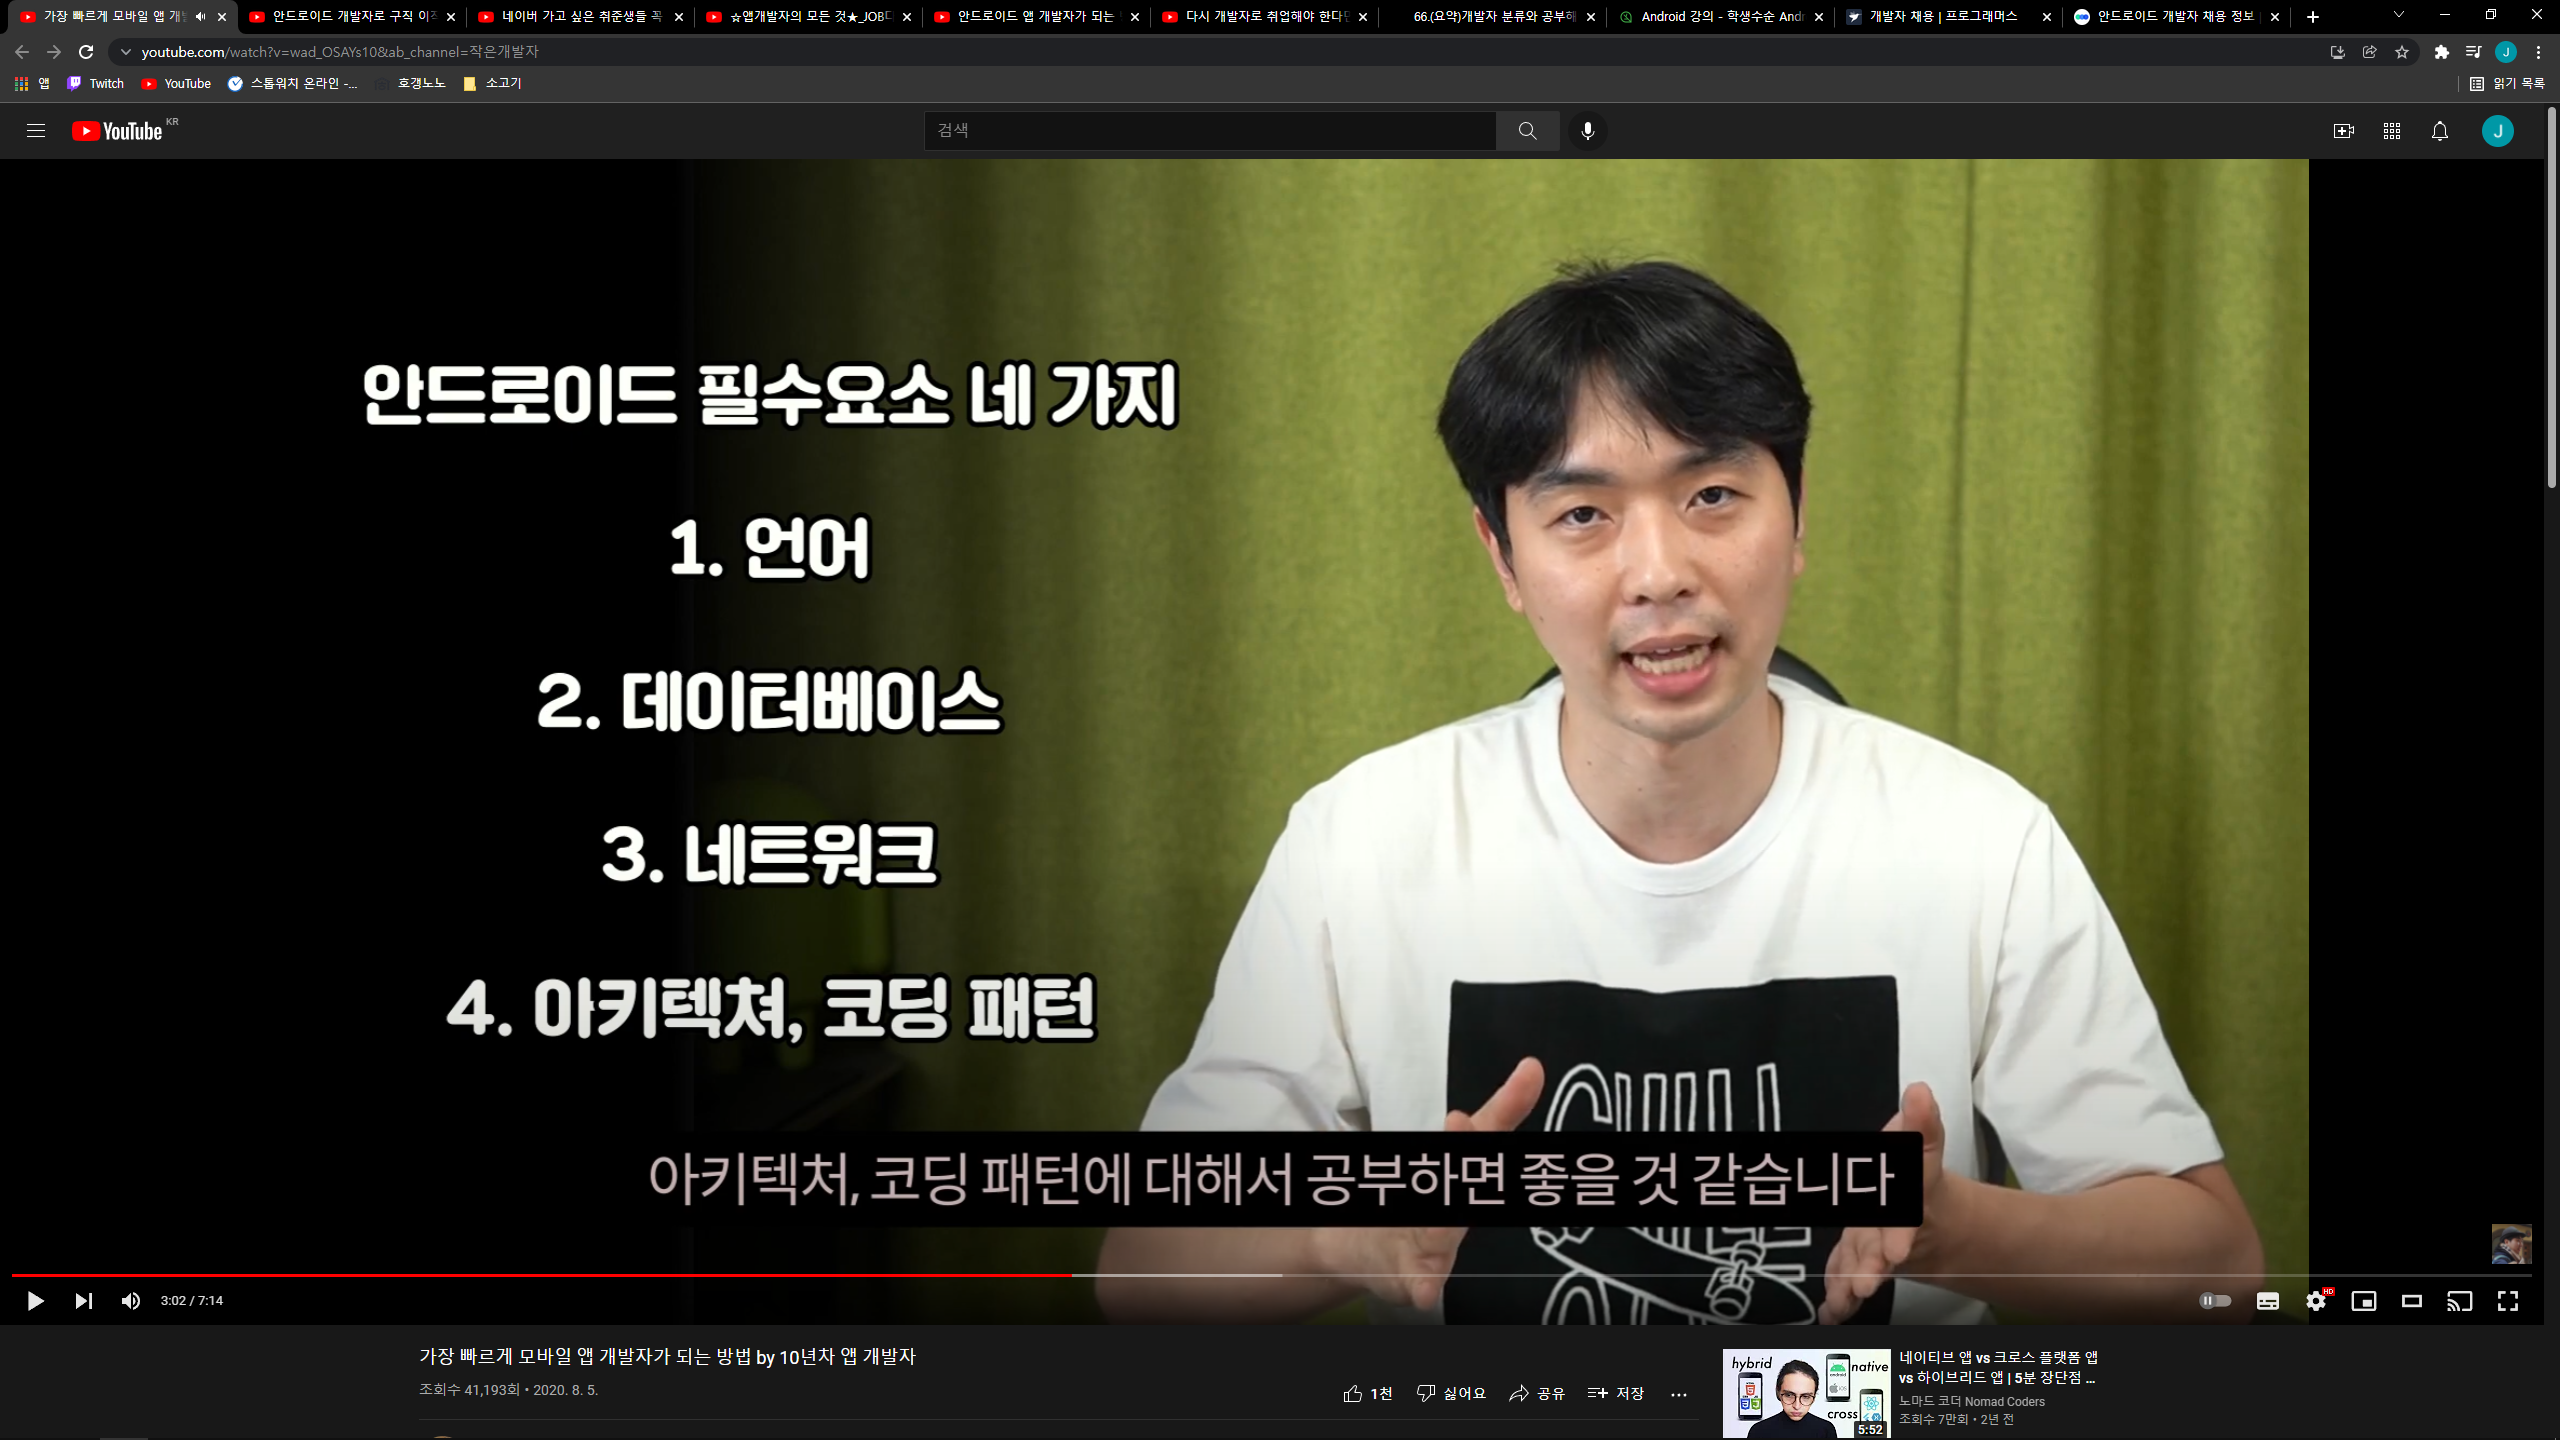 가장 빠르게 모바일 앱 개발
안드로이드 개발자로 구직 이직
네이버 가고 싶은 취준생들 꼭
☆앱개발자의 모든 것★_JOB다
안드로이드 앱 개발자가 되는
다시 개발자로 취업해야 한다면
66.(요약)개발자 분류와 공부해
Android 강의 - 학생수준 Andr
개발자 채용 | 프로그래머스
안드로이드 개발자 채용 정보
youtube.com/watch?v=wad_OSAYs10&ab_channel=작은개발자
J
앱
Twitch
YouTube
스톱워치 온라인 -...
호갱노노
소고기
읽기 목록
YouTube KR
검색
J
안드로이드 필수요소 네 가지
1. 언어
2. 데이터베이스
3. 네트워크
4. 아키텍쳐, 코딩 패턴
아키텍처, 코딩 패턴에 대해서 공부하면 좋을 것 같습니다
3:02 / 7:14
HD
가장 빠르게 모바일 앱 개발자가 되는 방법 by 10년차 앱 개발자
조회수 41,193회 • 2020. 8. 5.
1천
싫어요
공유
저장
hybrid
native
android
cross
5:52
네이티브 앱 vs 크로스 플랫폼 앱
vs 하이브리드 앱 | 5분 장단점 ...
노마드 코더 Nomad Coders
조회수 7만회 • 2년 전